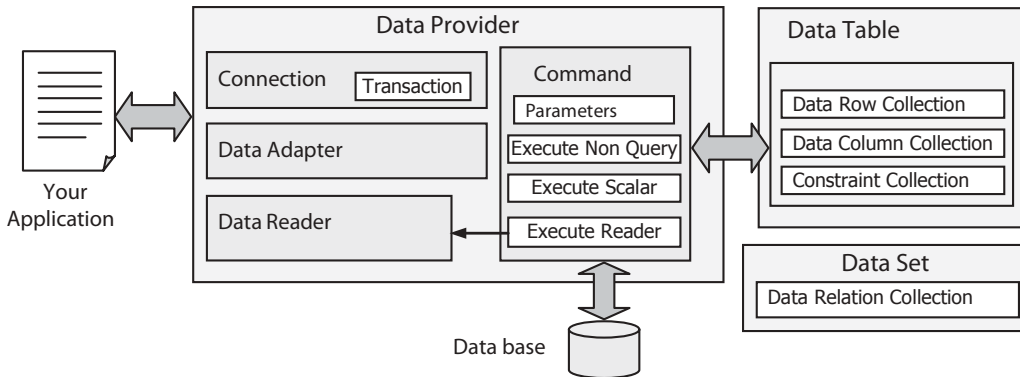 Data Provider
Connection
Transaction
Data Adapter
Data Reader
Command
Parameters
Execute Non Query
Execute Scalar
Execute Reader
Your
Application
Data base
Data Table
Data Row Collection
Data Column Collection
Constraint Collection
Data Set
Data Relation Collection